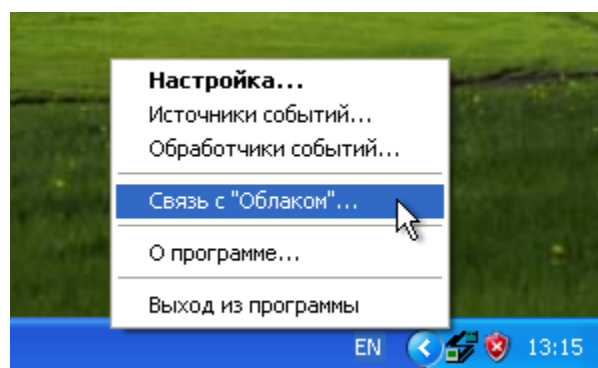 Настройка...
Источники событий...
Обработчики событий...
Связь с "Облаком"...
О программе...
Выход из программы
EN 13:15